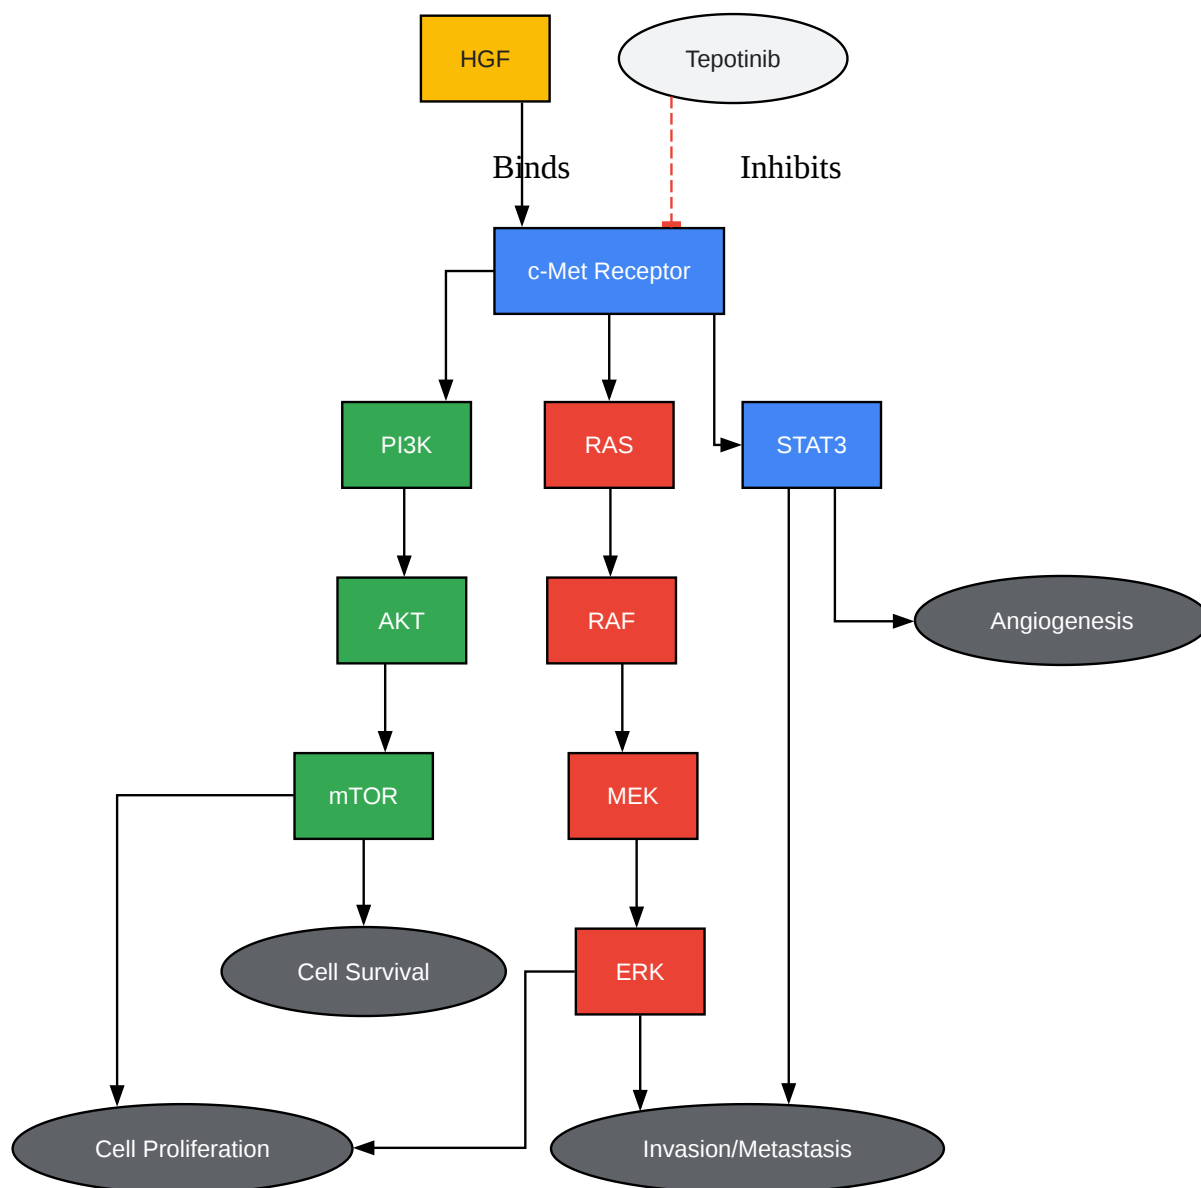 HGF
Tepotinib
Binds
Inhibits
c-Met Receptor
PI3K
RAS
STAT3
AKT
RAF
Angiogenesis
mTOR
MEK
Cell Survival
ERK
Cell Proliferation
Invasion/Metastasis